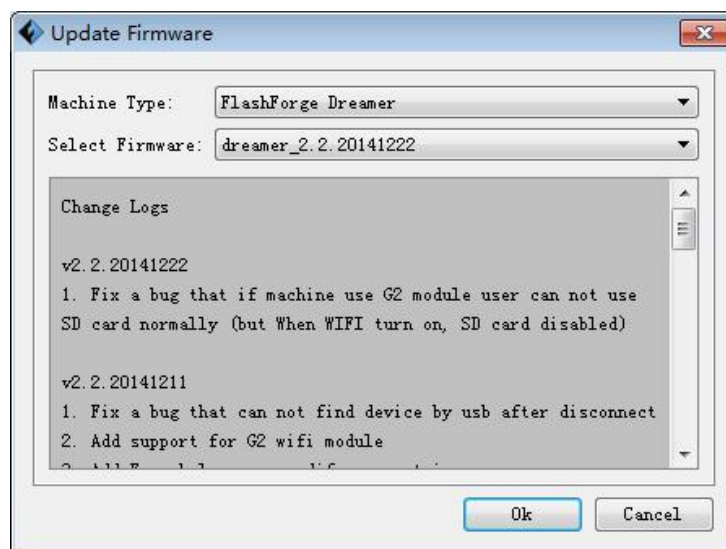 Update Firmware
Machine Type: FlashForge Dreamer
Select Firmware: dreamer_2.2.20141222
Change Logs
v2.2.20141222
1. Fix a bug that if machine use G2 module user can not use
SD card normally (but When WIFI turn on, SD card disabled)
v2.2.20141211
1. Fix a bug that can not find device by usb after disconnect
2. Add support for G2 wifi module
Ok Cancel